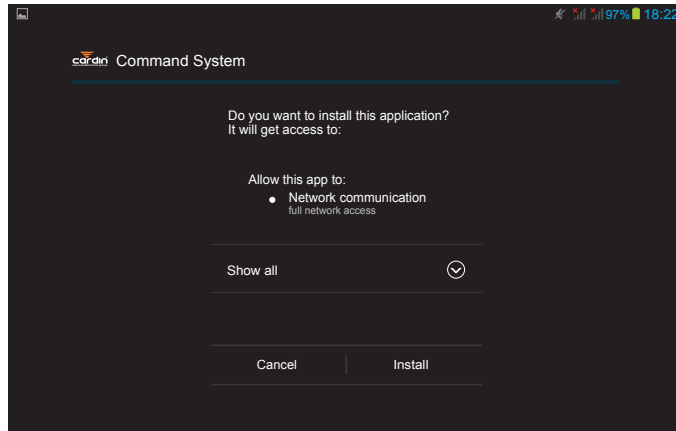 97% 18:22
cardin Command System
Do you want to install this application?
It will get access to:
Allow this app to:
● Network communication
full network access
Show all
Cancel Install